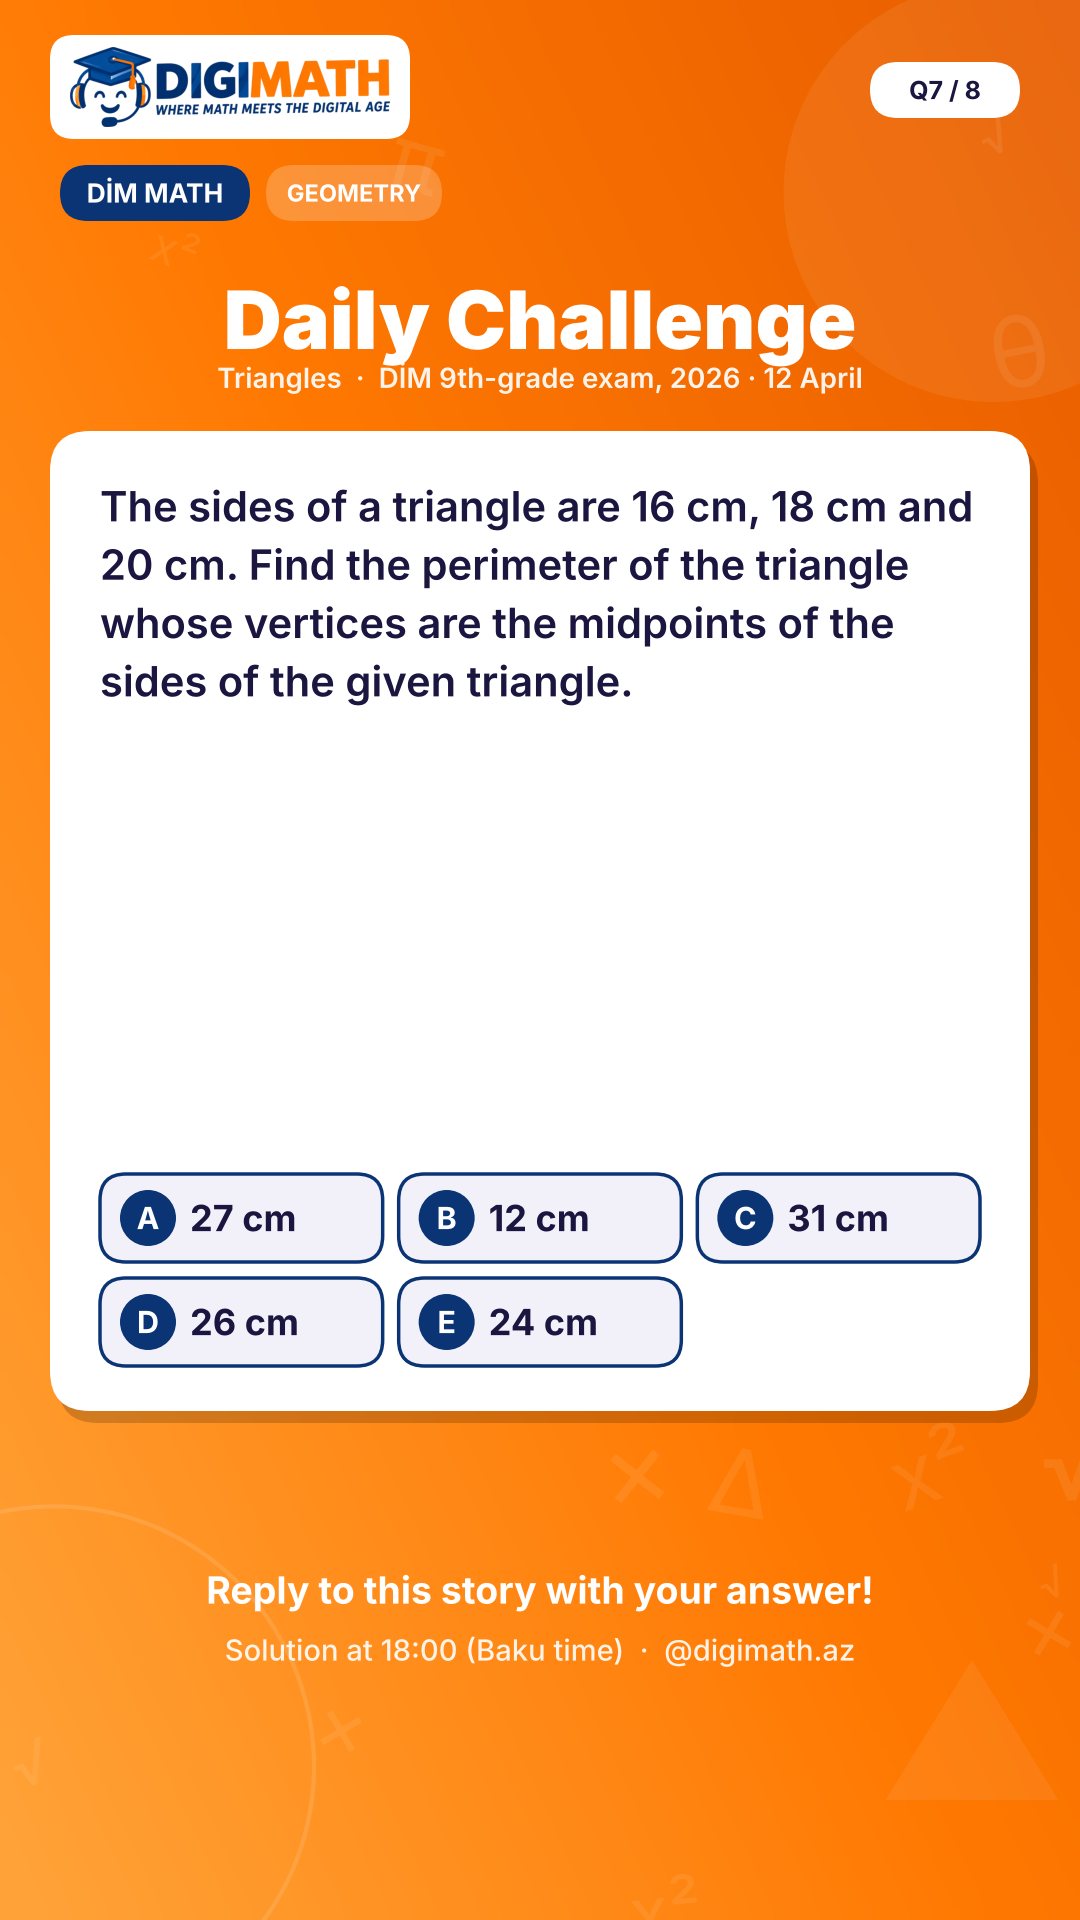 DIGIMATH
WHERE MATH MEETS THE DIGITAL AGE
Q7 / 8
DİM MATH
GEOMETRY
Daily Challenge
Triangles · DİM 9th-grade exam, 2026 · 12 April
The sides of a triangle are 16 cm, 18 cm and
20 cm. Find the perimeter of the triangle
whose vertices are the midpoints of the
sides of the given triangle.
A 27 cm
B 12 cm
C 31 cm
D 26 cm
E 24 cm
Reply to this story with your answer!
Solution at 18:00 (Baku time) · @digimath.az